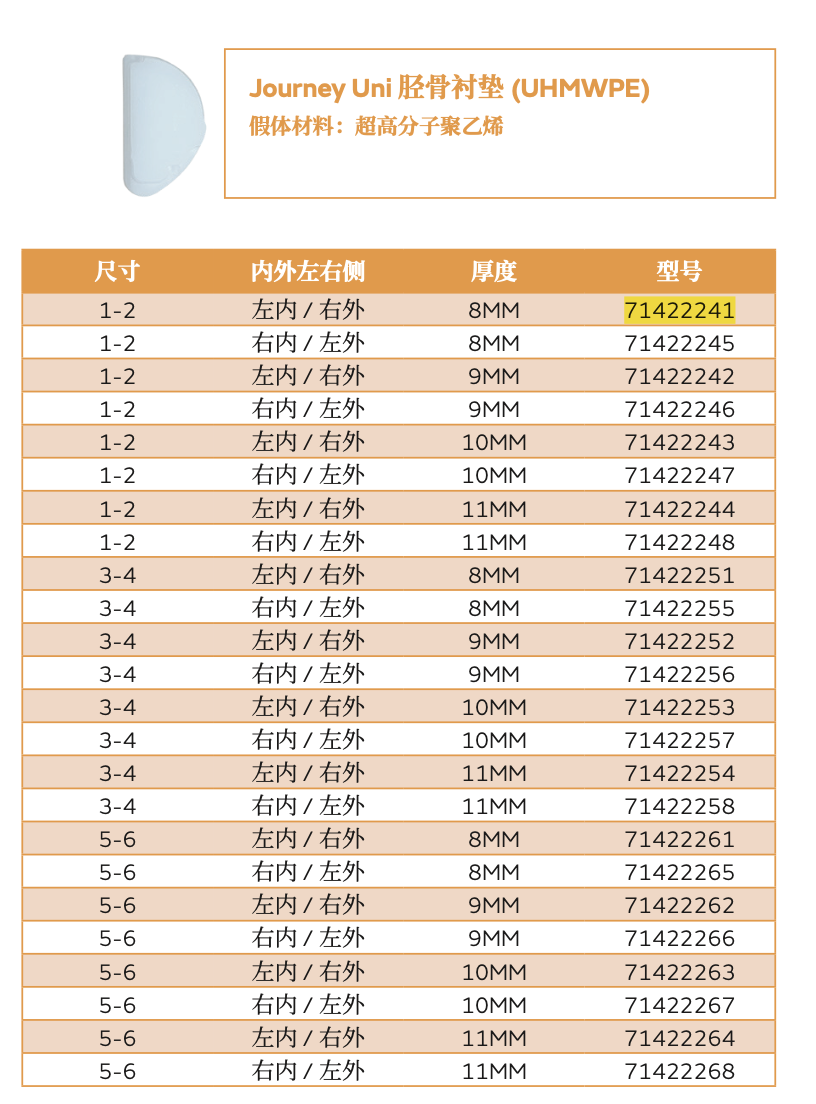 Journey Uni 胫骨衬垫 (UHMWPE)
假体材料：超高分子聚乙烯
尺寸 内外左右侧 厚度 型号
1-2 左内 / 右外 8MM 71422241
1-2 右内 / 左外 8MM 71422245
1-2 左内 / 右外 9MM 71422242
1-2 右内 / 左外 9MM 71422246
1-2 左内 / 右外 10MM 71422243
1-2 右内 / 左外 10MM 71422247
1-2 左内 / 右外 11MM 71422244
1-2 右内 / 左外 11MM 71422248
3-4 左内 / 右外 8MM 71422251
3-4 右内 / 左外 8MM 71422255
3-4 左内 / 右外 9MM 71422252
3-4 右内 / 左外 9MM 71422256
3-4 左内 / 右外 10MM 71422253
3-4 右内 / 左外 10MM 71422257
3-4 左内 / 右外 11MM 71422254
3-4 右内 / 左外 11MM 71422258
5-6 左内 / 右外 8MM 71422261
5-6 右内 / 左外 8MM 71422265
5-6 左内 / 右外 9MM 71422262
5-6 右内 / 左外 9MM 71422266
5-6 左内 / 右外 10MM 71422263
5-6 右内 / 左外 10MM 71422267
5-6 左内 / 右外 11MM 71422264
5-6 右内 / 左外 11MM 71422268